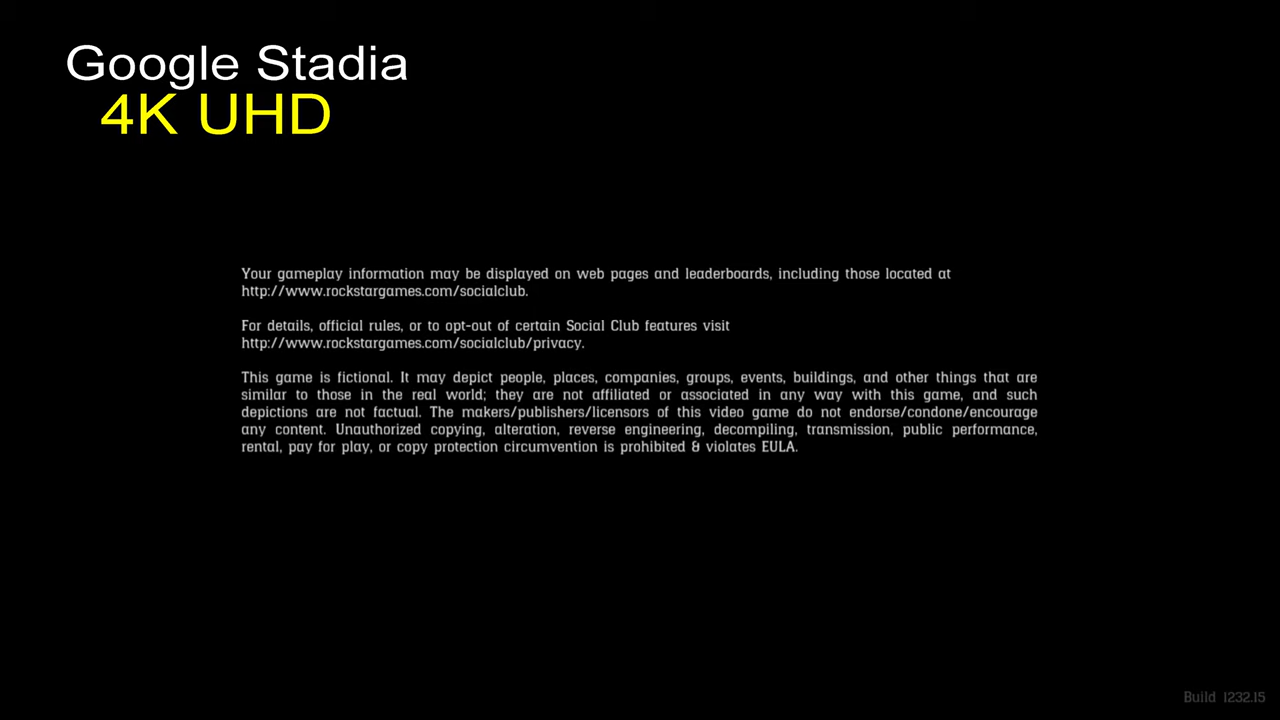 Google Stadia
4K UHD
Your gameplay information may be displayed on web pages and leaderboards, including those located at
http://www.rockstargames.com/socialclub.
For details, official rules, or to opt-out of certain Social Club features visit
http://www.rockstargames.com/socialclub/privacy.
This game is fictional. It may depict people, places, companies, groups, events, buildings, and other things that are
similar to those in the real world; they are not affiliated or associated in any way with this game, and such
depictions are not factual. The makers/publishers/licensors of this video game do not endorse/condone/encourage
any content. Unauthorized copying, alteration, reverse engineering, decompiling, transmission, public performance,
rental, pay for play, or copy protection circumvention is prohibited & violates EULA.
Build 1232.15